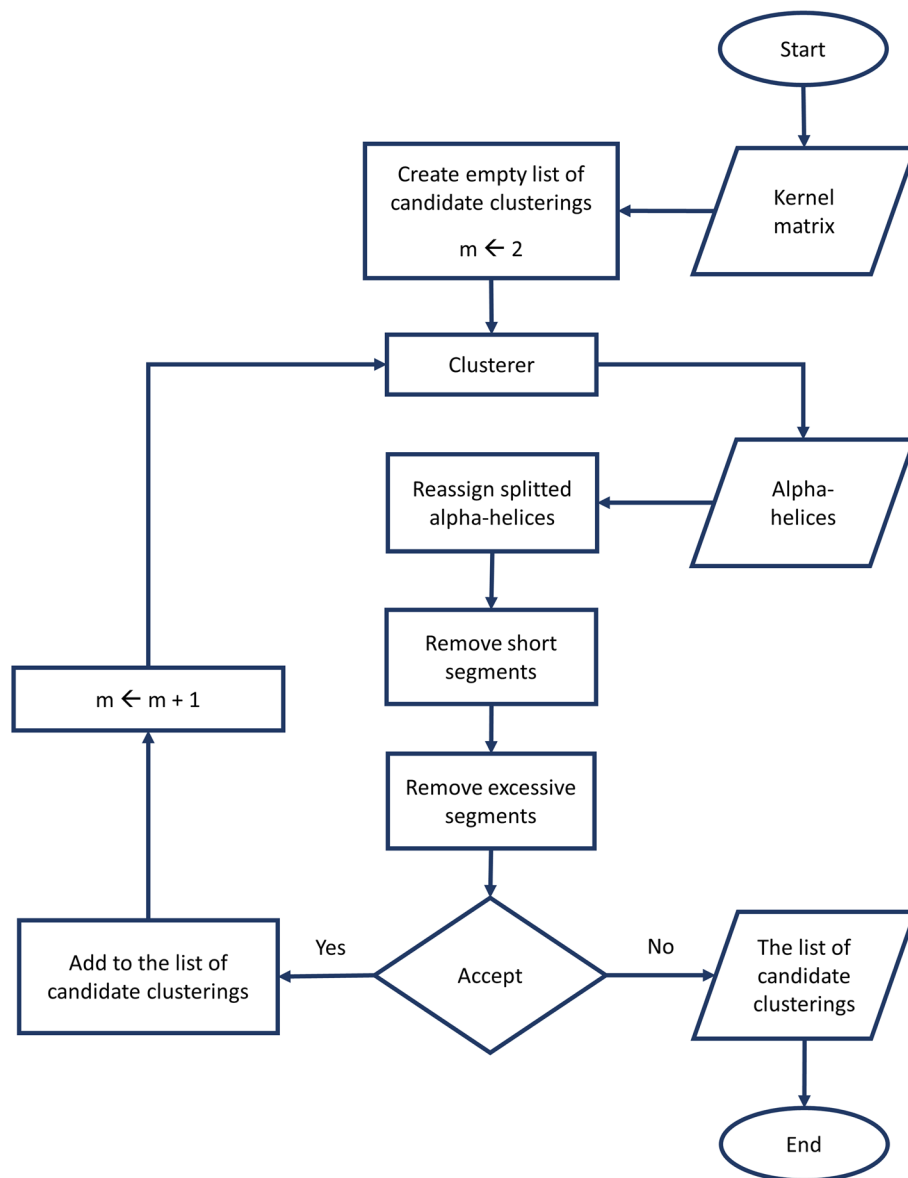 Start
Kernel
matrix
Create empty list of
candidate clusterings
m ← 2
Clusterer
Alpha-
helices
Reassign splitted
alpha-helices
Remove short
segments
Remove excessive
segments
Accept
Yes
No
Add to the list of
candidate clusterings
m ← m + 1
The list of
candidate
clusterings
End